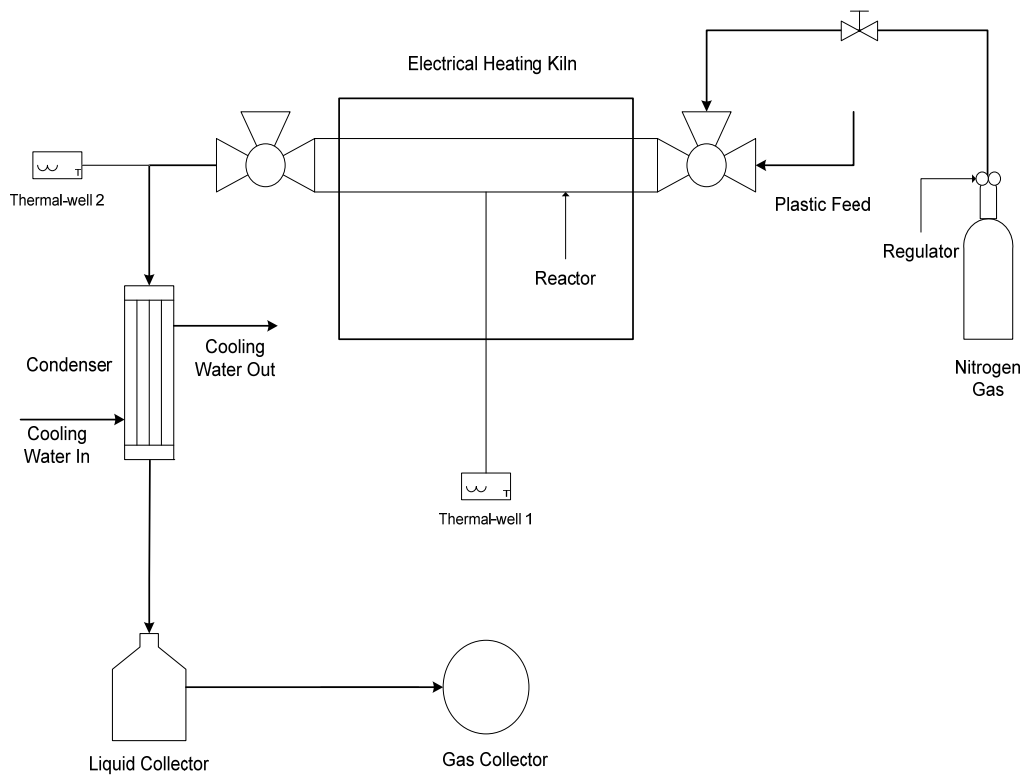 Electrical Heating Kiln
T
Thermal-well 2
Plastic Feed
Regulator
Reactor
Cooling
Water Out
Condenser
Nitrogen
Gas
Cooling
Water In
T
Thermal-well 1
Liquid Collector
Gas Collector